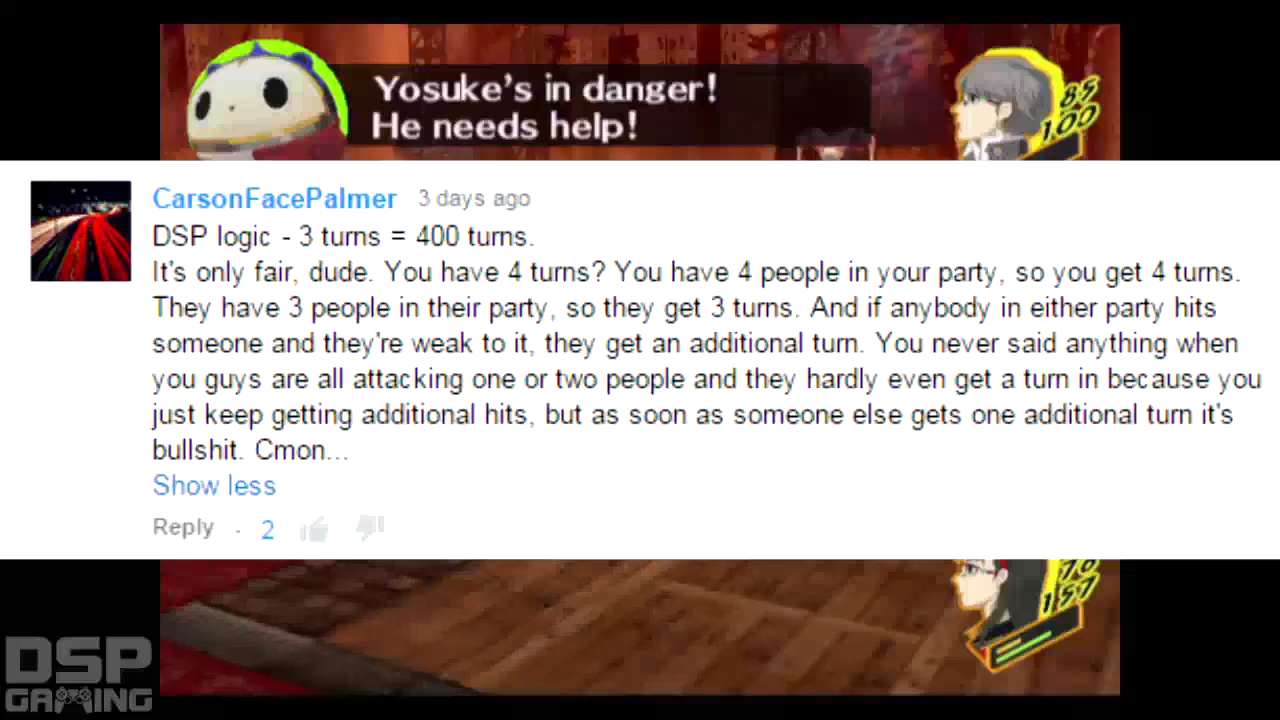 Yosuke's in danger!
He needs help!
85
100
CarsonFacePalmer 3 days ago
DSP logic - 3 turns = 400 turns.
It's only fair, dude. You have 4 turns? You have 4 people in your party, so you get 4 turns.
They have 3 people in their party, so they get 3 turns. And if anybody in either party hits
someone and they're weak to it, they get an additional turn. You never said anything when
you guys are all attacking one or two people and they hardly even get a turn in because you
just keep getting additional hits, but as soon as someone else gets one additional turn it's
bullshit. Cmon...
Show less
Reply · 2
157
DSP
GAMING